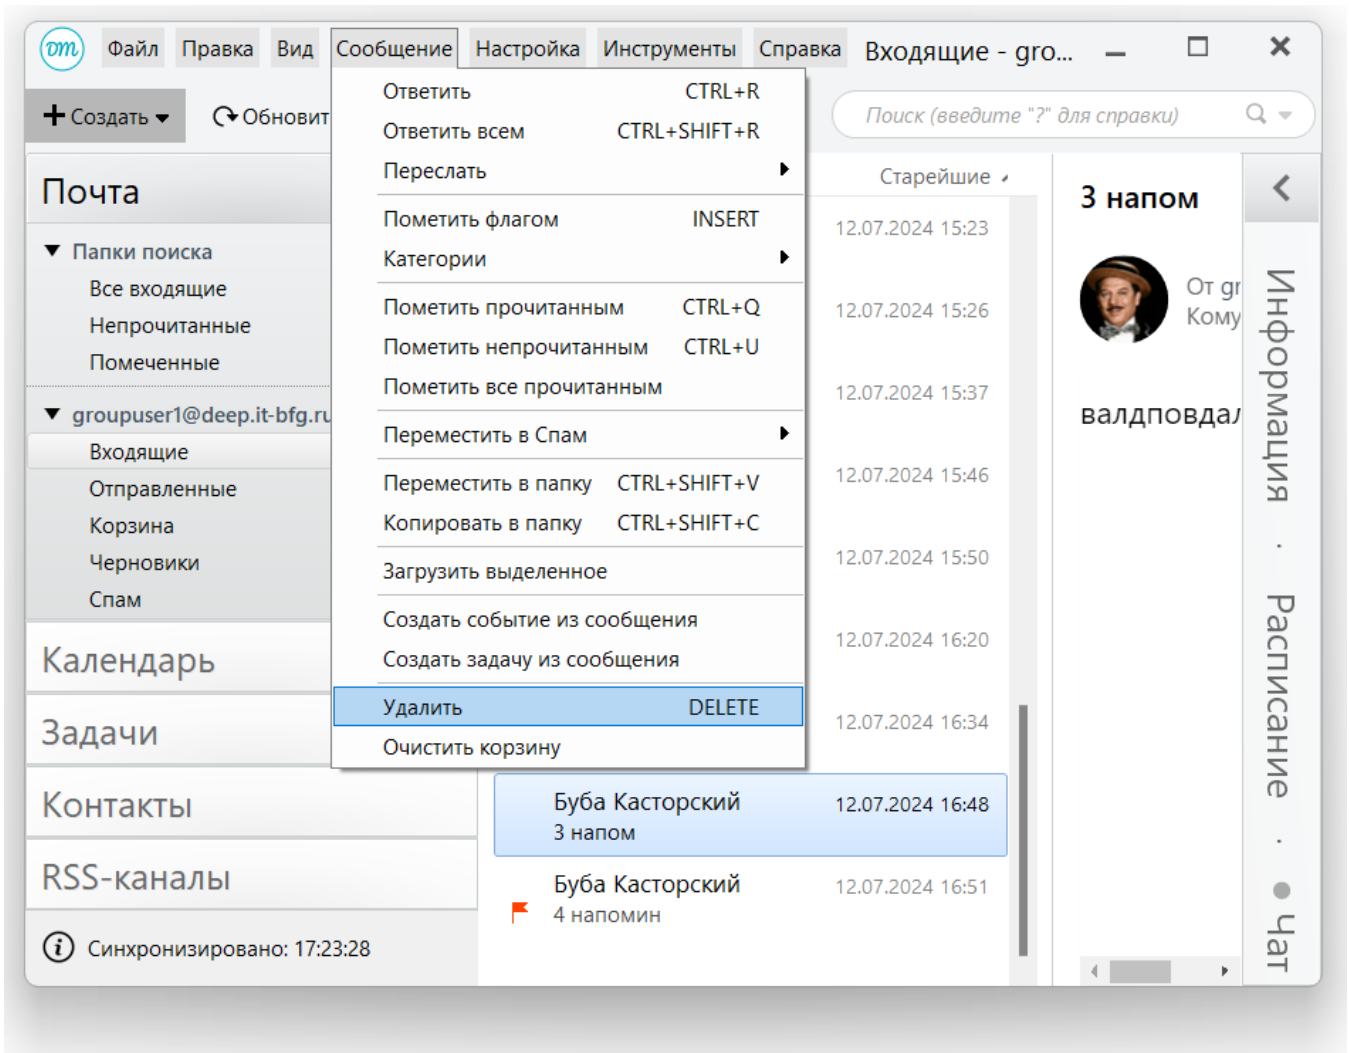 Файл Правка Вид Сообщение Настройка Инструменты Справка Входящие - gro...
Создать Обновит
Поиск (введите "?" для справки)
Почта
Папки поиска
Все входящие
Непрочитанные
Помеченные
groupuser1@deep.it-bfg.ru
Входящие
Отправленные
Корзина
Черновики
Спам
Календарь
Задачи
Контакты
RSS-каналы
Синхронизировано: 17:23:28
Ответить CTRL+R
Ответить всем CTRL+SHIFT+R
Переслать
Пометить флагом INSERT
Категории
Пометить прочитанным CTRL+Q
Пометить непрочитанным CTRL+U
Пометить все прочитанным
Переместить в Спам
Переместить в папку CTRL+SHIFT+V
Копировать в папку CTRL+SHIFT+C
Загрузить выделенное
Создать событие из сообщения
Создать задачу из сообщения
Удалить DELETE
Очистить корзину
Старейшие
12.07.2024 15:23
12.07.2024 15:26
12.07.2024 15:37
12.07.2024 15:46
12.07.2024 15:50
12.07.2024 16:20
12.07.2024 16:34
Буба Касторский 12.07.2024 16:48
3 напом
Буба Касторский 12.07.2024 16:51
4 напомин
3 напом
От gr
Кому
валдповдал
Информация · Расписание · Чат